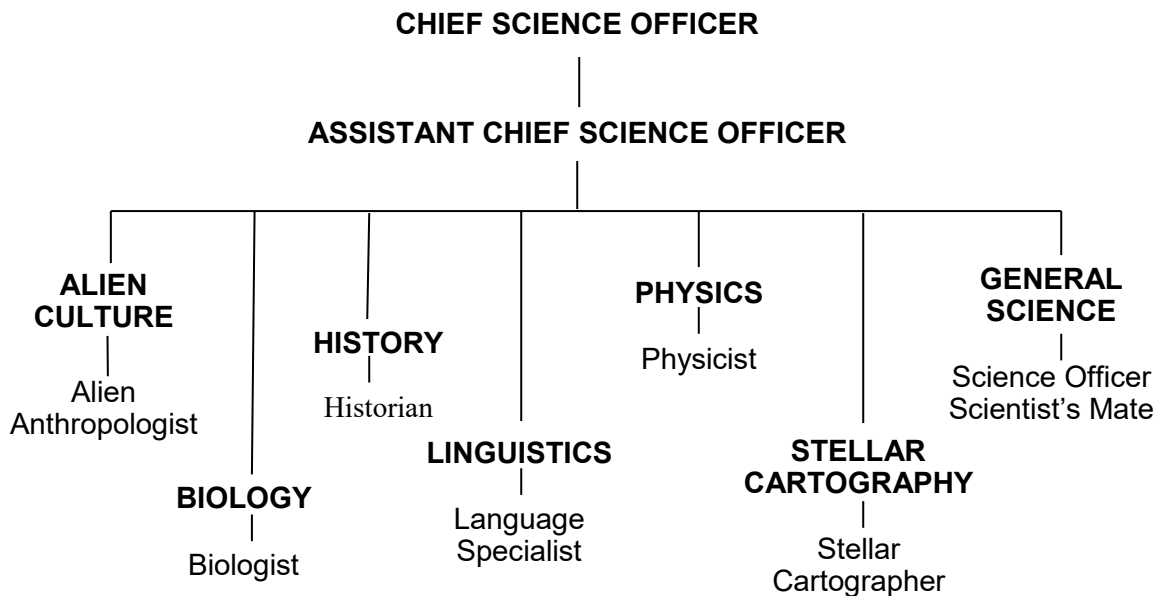 CHIEF SCIENCE OFFICER
ASSISTANT CHIEF SCIENCE OFFICER
ALIEN
CULTURE
Alien
Anthropologist
BIOLOGY
Biologist
HISTORY
Historian
LINGUISTICS
Language
Specialist
PHYSICS
Physicist
STELLAR
CARTOGRAPHY
Stellar
Cartographer
GENERAL
SCIENCE
Science Officer
Scientist’s Mate